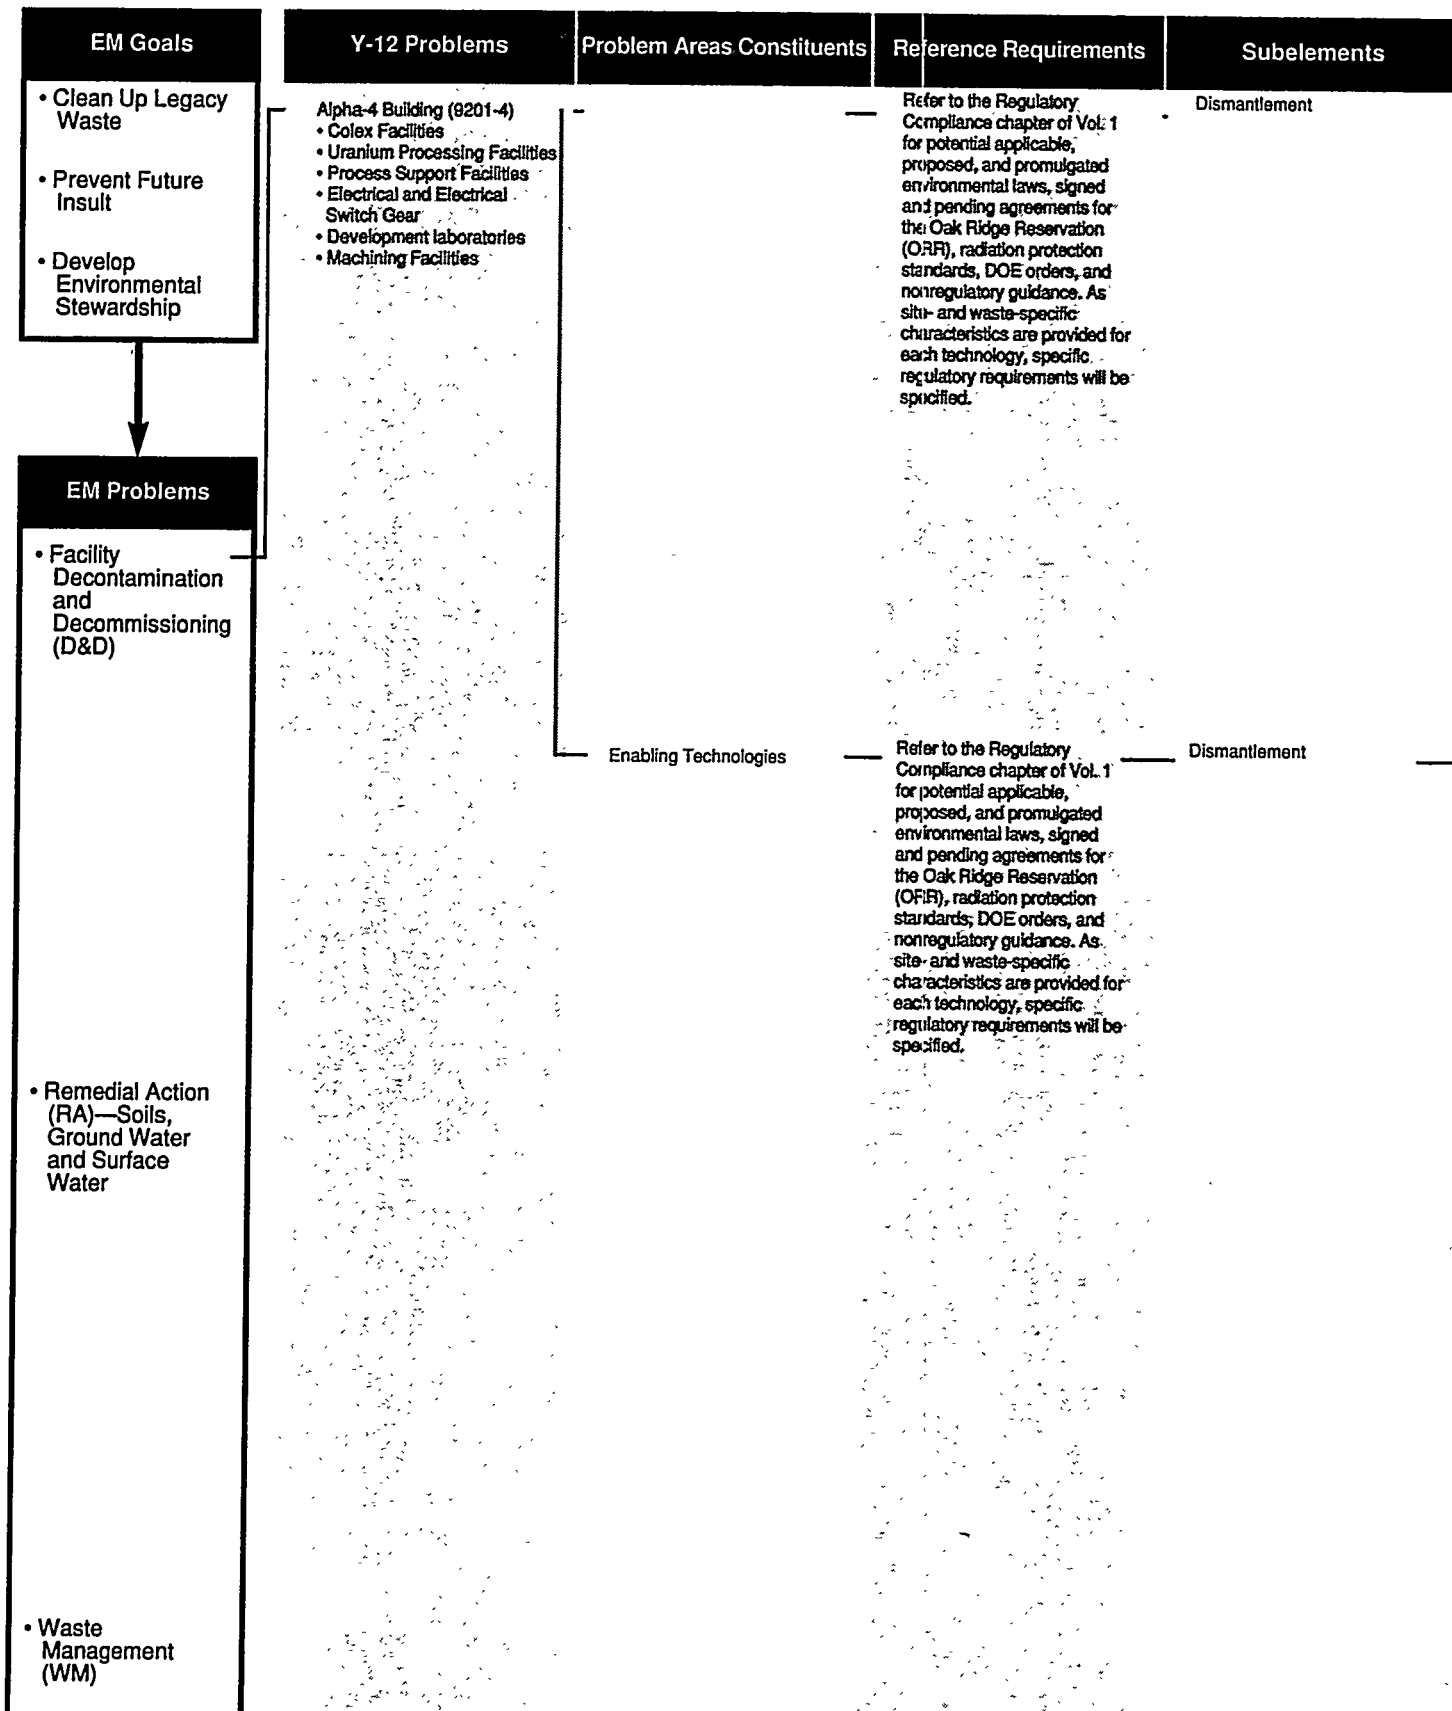 EM Goals
• Clean Up Legacy
Waste
• Prevent Future
Insult
• Develop
Environmental
Stewardship
EM Problems
• Facility
Decontamination
and
Decommissioning
(D&D)
• Remedial Action
(RA)—Soils,
Ground Water
and Surface
Water
• Waste
Management
(WM)
Y-12 Problems
Alpha-4 Building (9201-4)
• Colex Facilities
• Uranium Processing Facilities
• Process Support Facilities
• Electrical and Electrical
Switch Gear
• Development laboratories
• Machining Facilities
Problem Areas Constituents
Enabling Technologies
Reference Requirements
Refer to the Regulatory
Compliance chapter of Vol. 1
for potential applicable,
proposed, and promulgated
environmental laws, signed
and pending agreements for
the Oak Ridge Reservation
(ORR), radiation protection
standards, DOE orders, and
nonregulatory guidance. As
site- and waste-specific
characteristics are provided for
each technology, specific
regulatory requirements will be
specified.
Refer to the Regulatory
Compliance chapter of Vol. 1
for potential applicable,
proposed, and promulgated
environmental laws, signed
and pending agreements for
the Oak Ridge Reservation
(ORR), radiation protection
standards, DOE orders, and
nonregulatory guidance. As
site- and waste-specific
characteristics are provided for
each technology, specific
regulatory requirements will be
specified.
Subelements
Dismantlement
Dismantlement